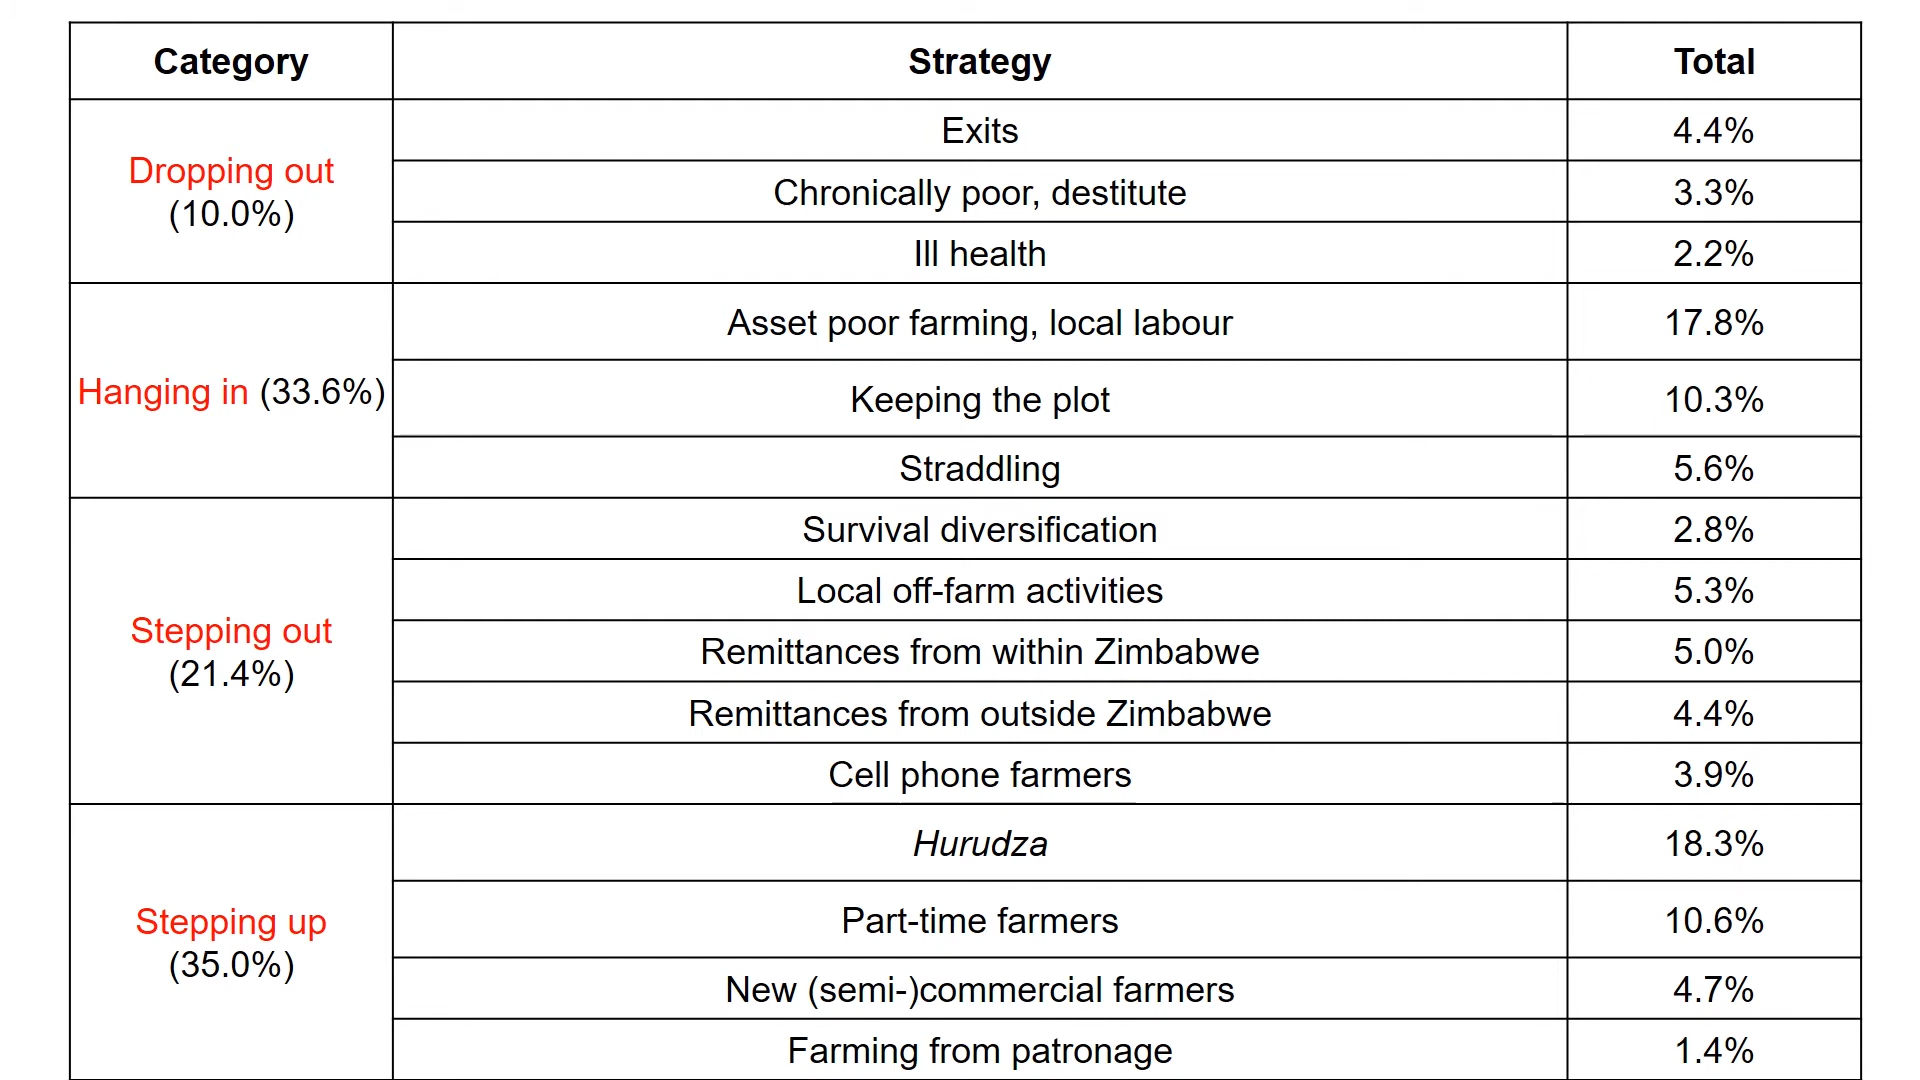 Category Strategy Total
Dropping out
(10.0%)
Exits 4.4%
Chronically poor, destitute 3.3%
Ill health 2.2%
Hanging in (33.6%)
Asset poor farming, local labour 17.8%
Keeping the plot 10.3%
Straddling 5.6%
Stepping out
(21.4%)
Survival diversification 2.8%
Local off-farm activities 5.3%
Remittances from within Zimbabwe 5.0%
Remittances from outside Zimbabwe 4.4%
Cell phone farmers 3.9%
Stepping up
(35.0%)
Hurudza 18.3%
Part-time farmers 10.6%
New (semi-)commercial farmers 4.7%
Farming from patronage 1.4%